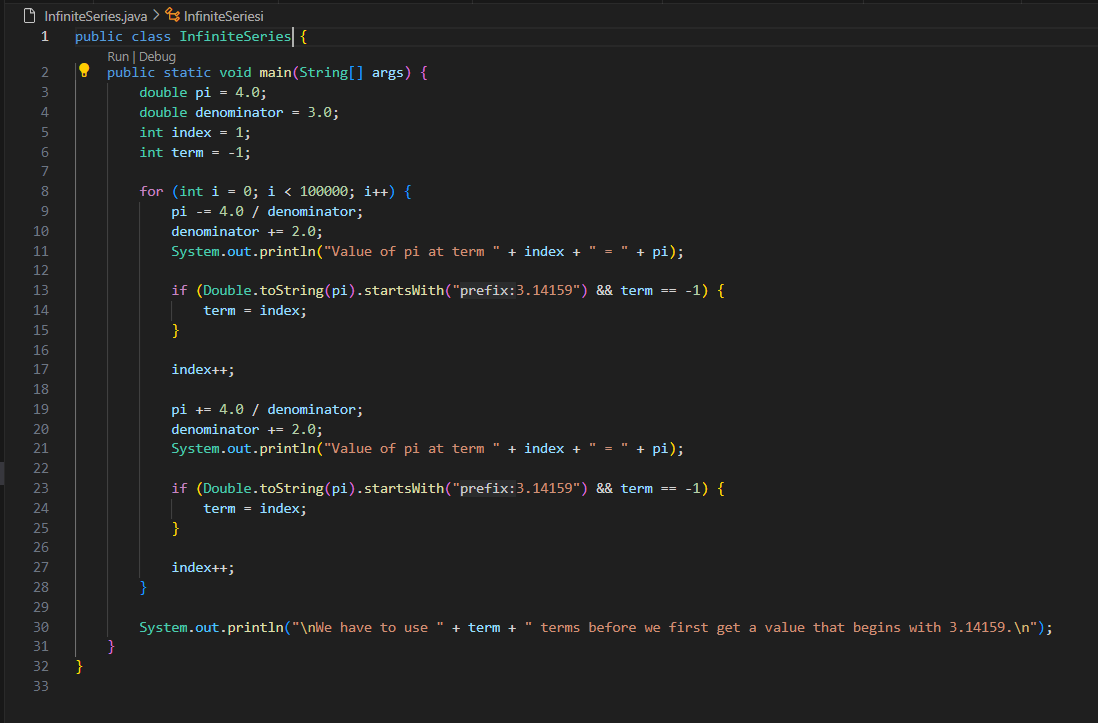 InfiniteSeries.java > InfiniteSeriesi
1 public class InfiniteSeries {
Run | Debug
2 public static void main(String[] args) {
3 double pi = 4.0;
4 double denominator = 3.0;
5 int index = 1;
6 int term = -1;
7
8 for (int i = 0; i < 100000; i++) {
9 pi -= 4.0 / denominator;
10 denominator += 2.0;
11 System.out.println("Value of pi at term " + index + " = " + pi);
12
13 if (Double.toString(pi).startsWith("prefix:3.14159") && term == -1) {
14 term = index;
15 }
16
17 index++;
18
19 pi += 4.0 / denominator;
20 denominator += 2.0;
21 System.out.println("Value of pi at term " + index + " = " + pi);
22
23 if (Double.toString(pi).startsWith("prefix:3.14159") && term == -1) {
24 term = index;
25 }
26
27 index++;
28 }
29
30 System.out.println("\nWe have to use " + term + " terms before we first get a value that begins with 3.14159.\n");
31 }
32 }
33